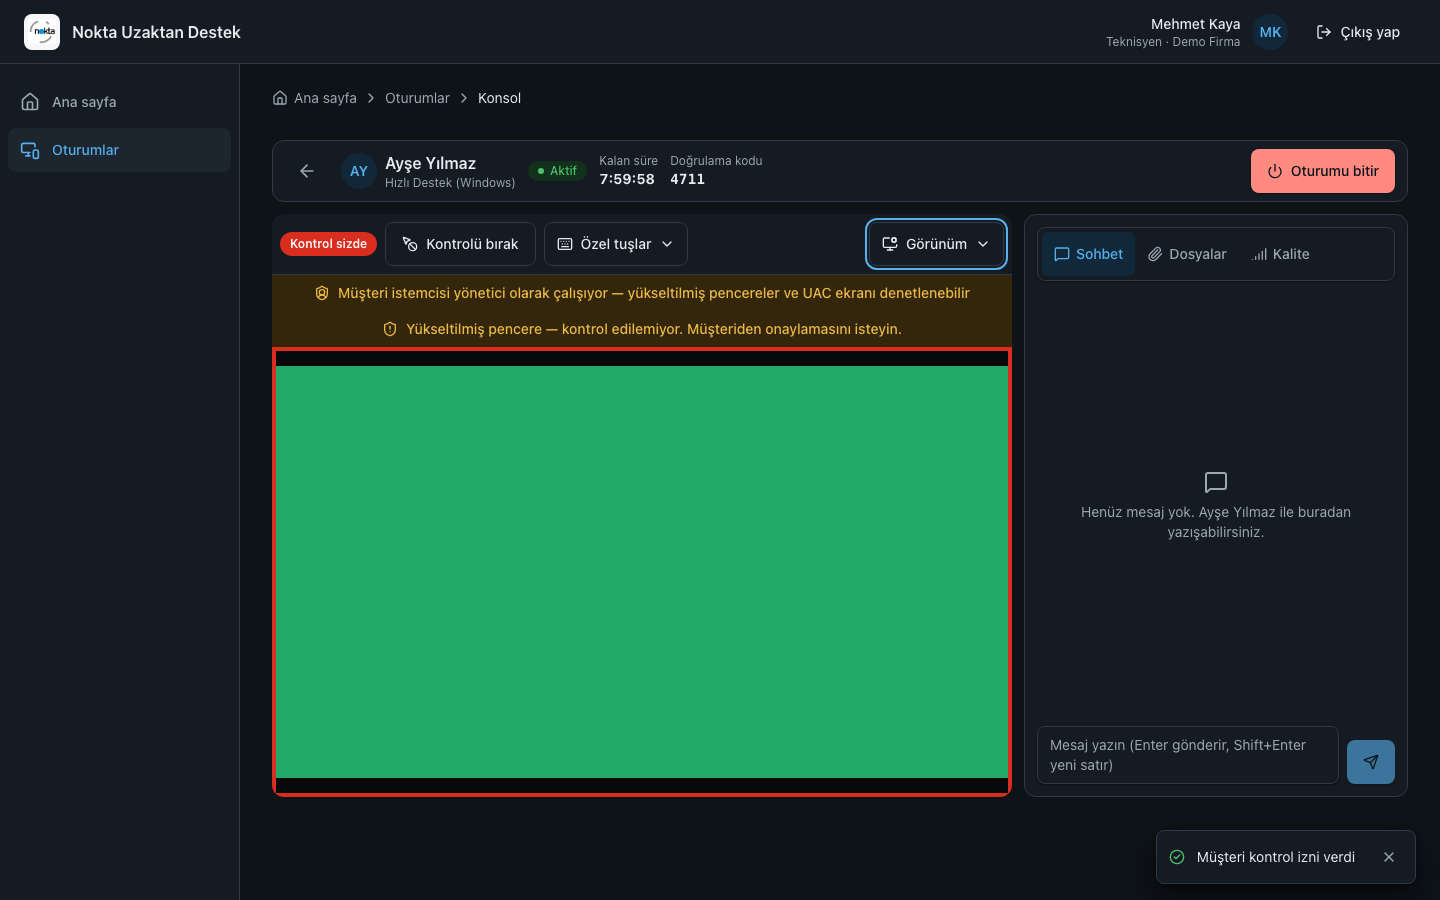 nokta
Nokta Uzaktan Destek
Mehmet Kaya
Teknisyen · Demo Firma
MK
Çıkış yap
Ana sayfa
Oturumlar
Ana sayfa
Oturumlar
Konsol
AY
Ayşe Yılmaz
Hızlı Destek (Windows)
Aktif
Kalan süre
7:59:58
Doğrulama kodu
4711
Oturumu bitir
Kontrol sizde
Kontrolü bırak
Özel tuşlar
Görünüm
Müşteri istemcisi yönetici olarak çalışıyor — yükseltilmiş pencereler ve UAC ekranı denetlenebilir
Yükseltilmiş pencere — kontrol edilemiyor. Müşteriden onaylamasını isteyin.
Sohbet
Dosyalar
Kalite
Henüz mesaj yok. Ayşe Yılmaz ile buradan
yazışabilirsiniz.
Mesaj yazın (Enter gönderir, Shift+Enter
yeni satır)
Müşteri kontrol izni verdi